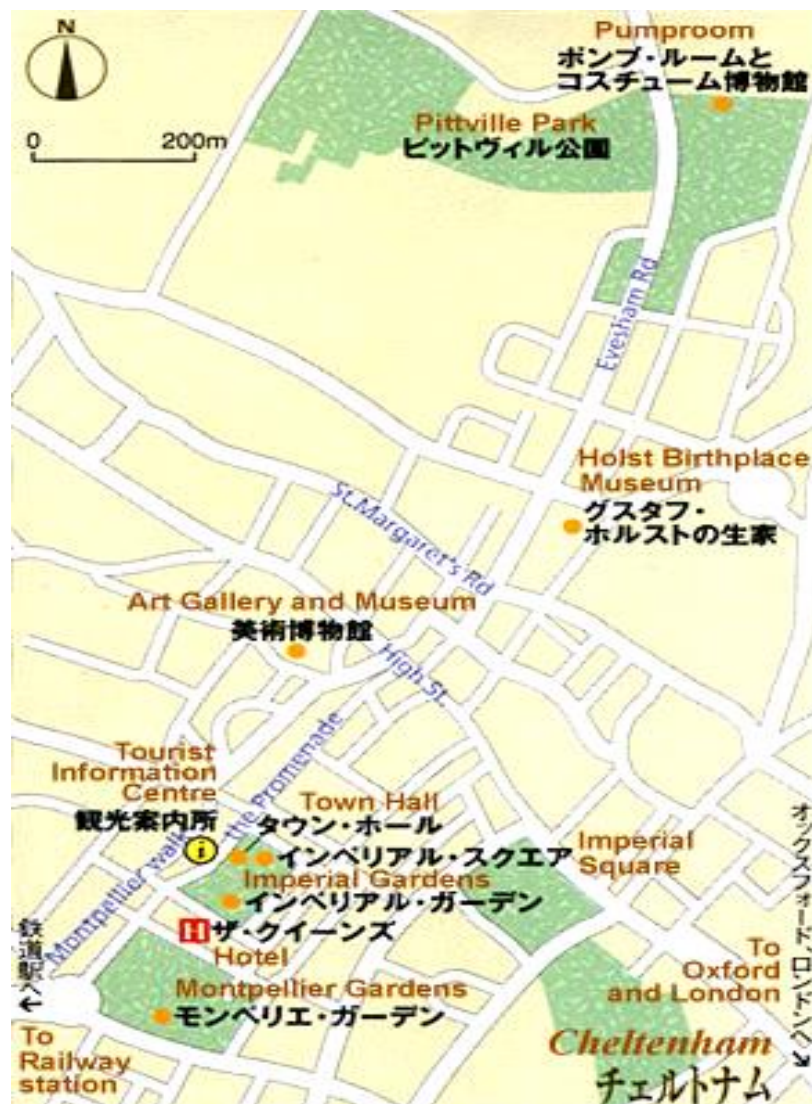 N
0 200m
Pumproom
ポンプ・ルームと
コスチューム博物館
Pittville Park
ピットヴィル公園
Evesham Rd
Holst Birthplace
Museum
グスタフ・
ホルストの生家
St.Margaret's Rd
Art Gallery and Museum
美術博物館
High St.
Tourist
Information
Centre
観光案内所
i
the Promenade
Montpellier walk
Town Hall
タウン・ホール
インペリアル・スクエア
Imperial
Square
Imperial Gardens
インペリアル・ガーデン
H ザ・クイーンズ
Hotel
Montpellier Gardens
モンペリエ・ガーデン
鉄道駅へ
To
Railway
station
オックスフォード、ロンドンへ
To
Oxford
and London
Cheltenham
チェルトナム